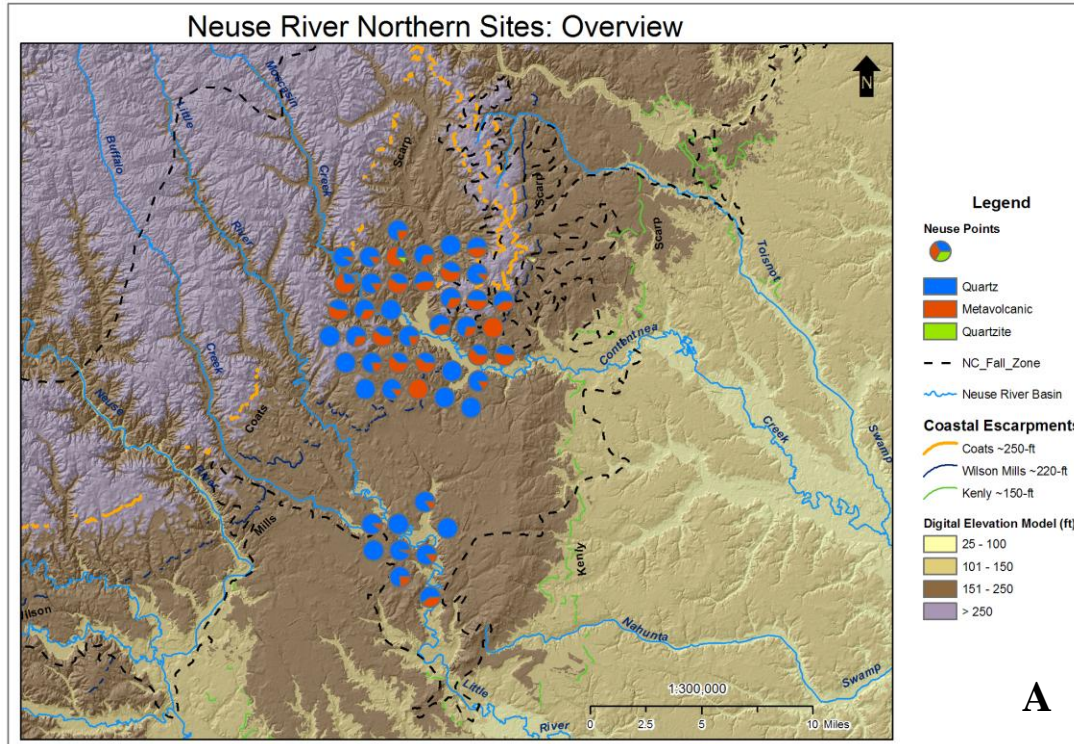 Neuse River Northern Sites: Overview
N
Moccasin
Creek
Little
River
Buffalo
Creek
Scarp
Scarp
Scarp
Toisnot
Swamp
Contentnea
Creek
Neuse
River
Coats
Mills
Wilson
Kenly
Nahunta
Swamp
Little
River
1:300,000
0 2.5 5 10 Miles
Legend
Neuse Points
Quartz
Metavolcanic
Quartzite
NC_Fall_Zone
Neuse River Basin
Coastal Escarpments
Coats ~250-ft
Wilson Mills ~220-ft
Kenly ~150-ft
Digital Elevation Model (ft)
25 - 100
101 - 150
151 - 250
> 250
A